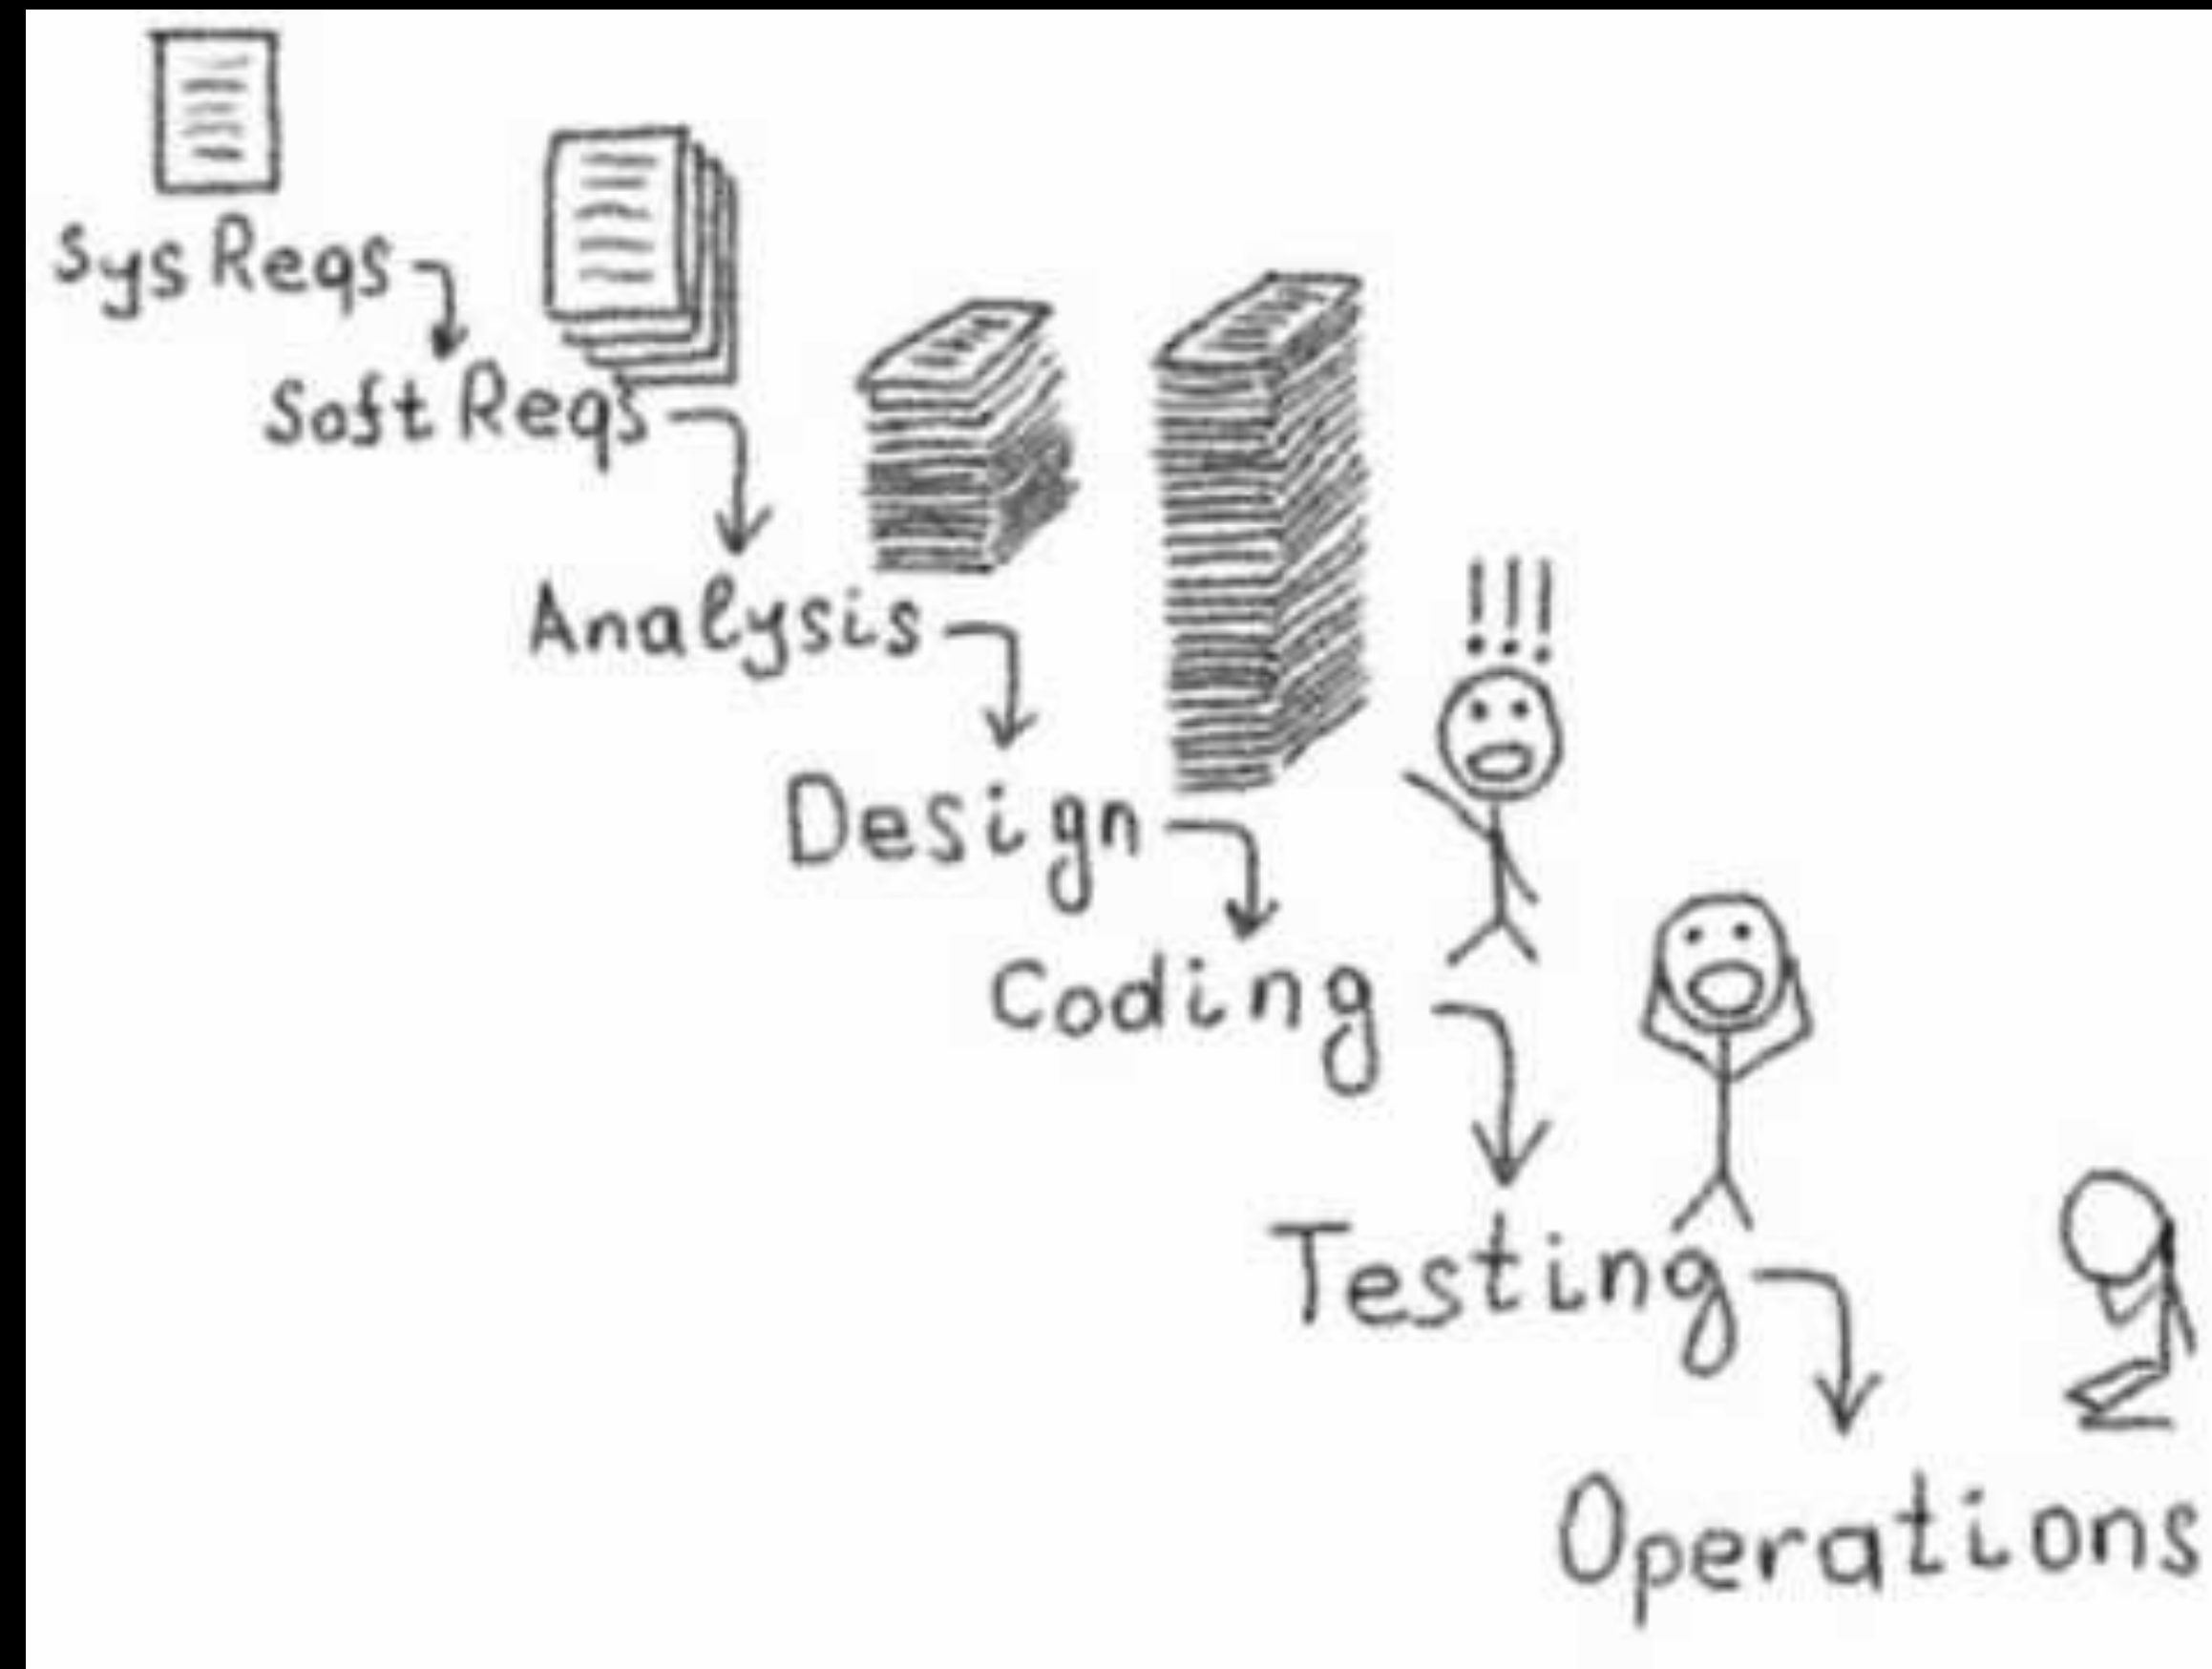 Sys Reqs
Soft Reqs
Analysis
!!!
Design
Coding
Testing
Operations